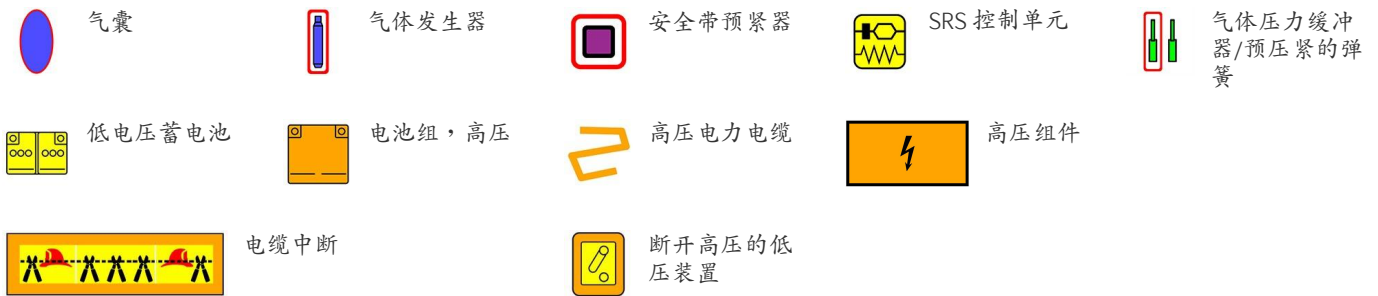 气囊
气体发生器
安全带预紧器
SRS 控制单元
气体压力缓冲
器/预压紧的弹
簧
低电压蓄电池
电池组，高压
高压电力电缆
高压组件
电缆中断
断开高压的低
压装置